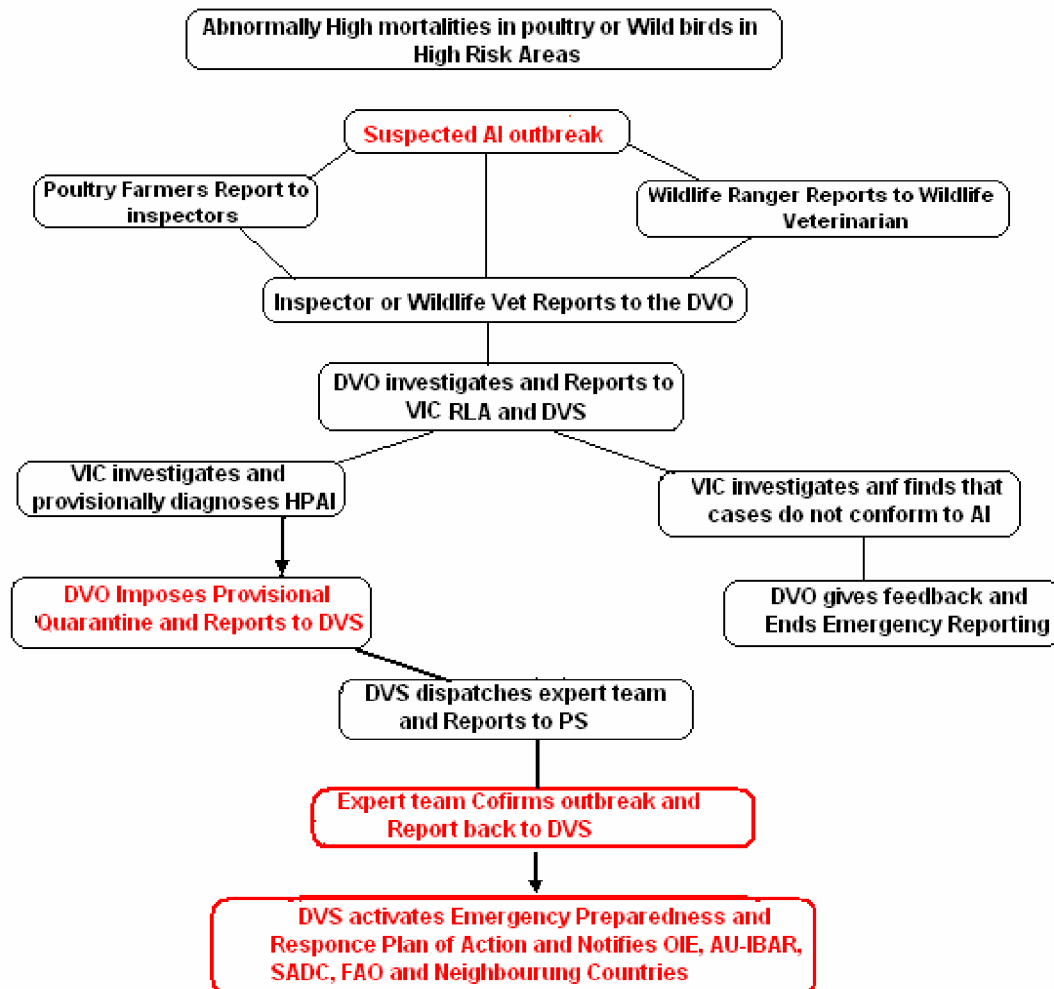 Abnormally High mortalities in poultry or Wild birds in
High Risk Areas
Suspected AI outbreak
Poultry Farmers Report to
inspectors
Wildlife Ranger Reports to Wildlife
Veterinarian
Inspector or Wildlife Vet Reports to the DVO
DVO investigates and Reports to
VIC RLA and DVS
VIC investigates and
provisionally diagnoses HPAI
VIC investigates anf finds that
cases do not conform to AI
DVO Imposes Provisional
Quarantine and Reports to DVS
DVO gives feedback and
Ends Emergency Reporting
DVS dispatches expert team
and Reports to PS
Expert team Cofirms outbreak and
Report back to DVS
DVS activates Emergency Preparedness and
Responce Plan of Action and Notifies OIE, AU-IBAR,
SADC, FAO and Neighbourung Countries